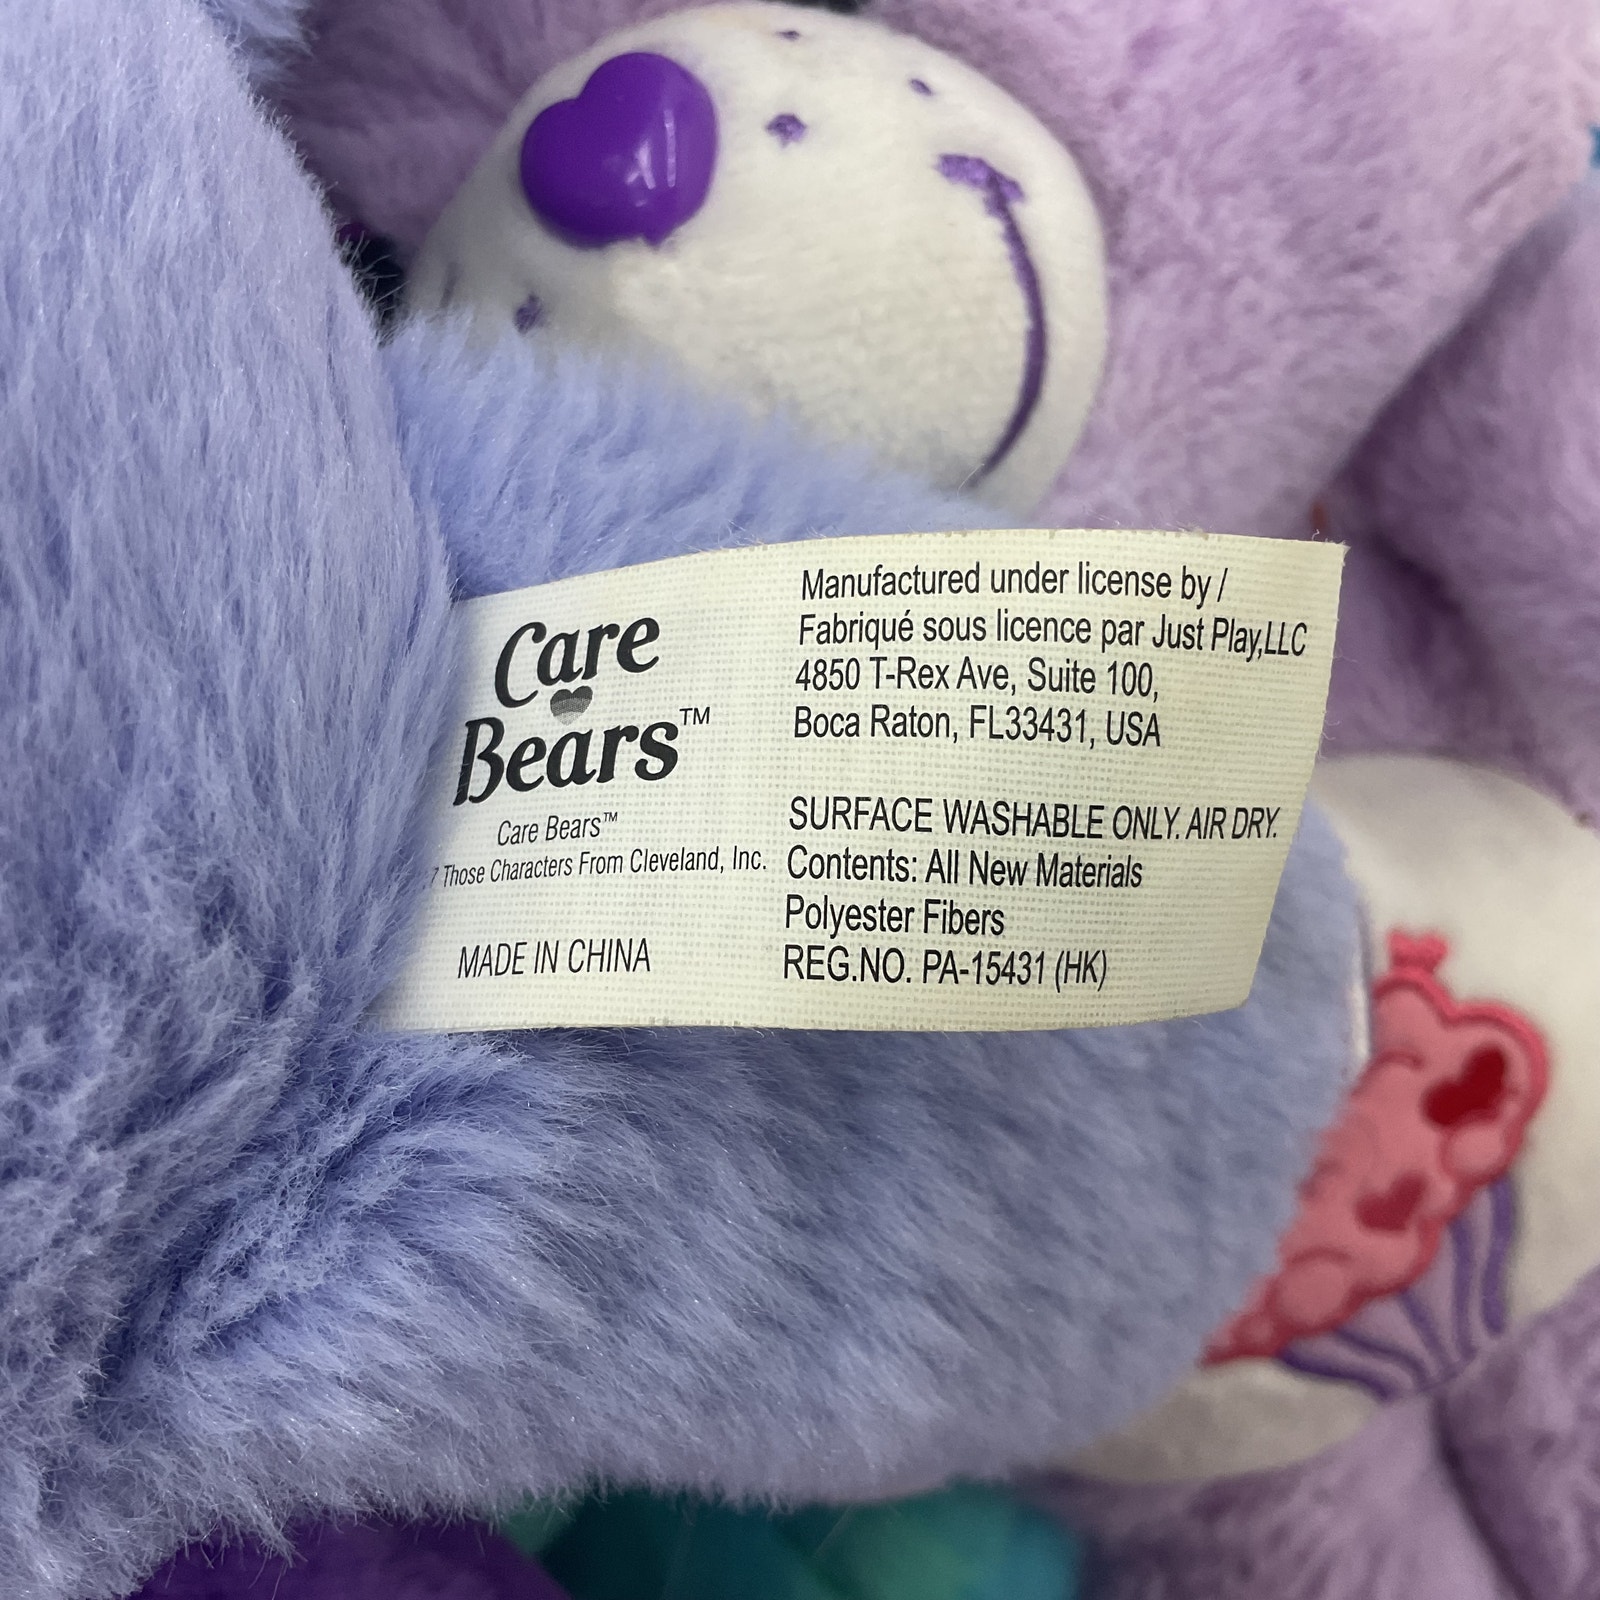 Care
Bears™
Care Bears™
7 Those Characters From Cleveland, Inc.
MADE IN CHINA
Manufactured under license by /
Fabriqué sous licence par Just Play,LLC
4850 T-Rex Ave, Suite 100,
Boca Raton, FL33431, USA
SURFACE WASHABLE ONLY. AIR DRY.
Contents: All New Materials
Polyester Fibers
REG.NO. PA-15431 (HK)